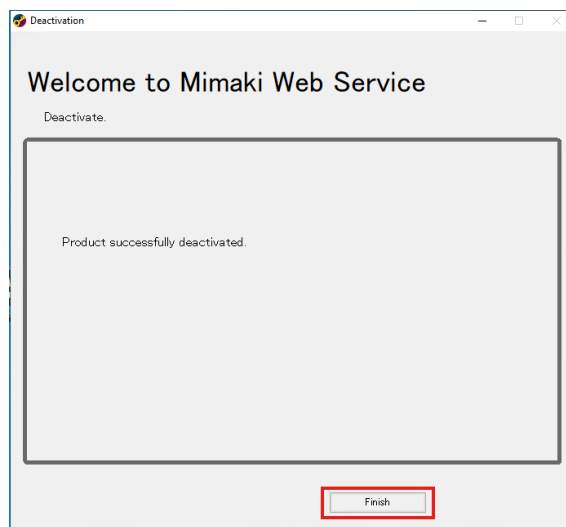 Deactivation
Welcome to Mimaki Web Service
Deactivate.
Product successfully deactivated.
Finish